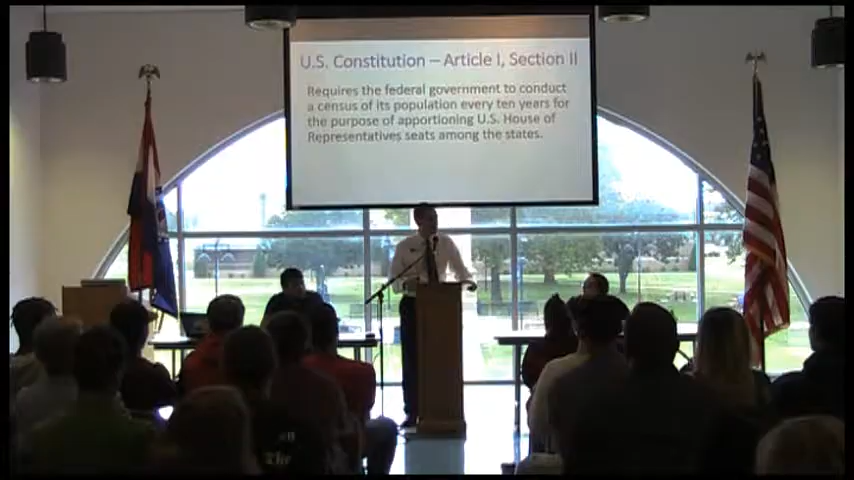 U.S. Constitution – Article I, Section II
Requires the federal government to conduct
a census of its population every ten years for
the purpose of apportioning U.S. House of
Representatives seats among the states.
The